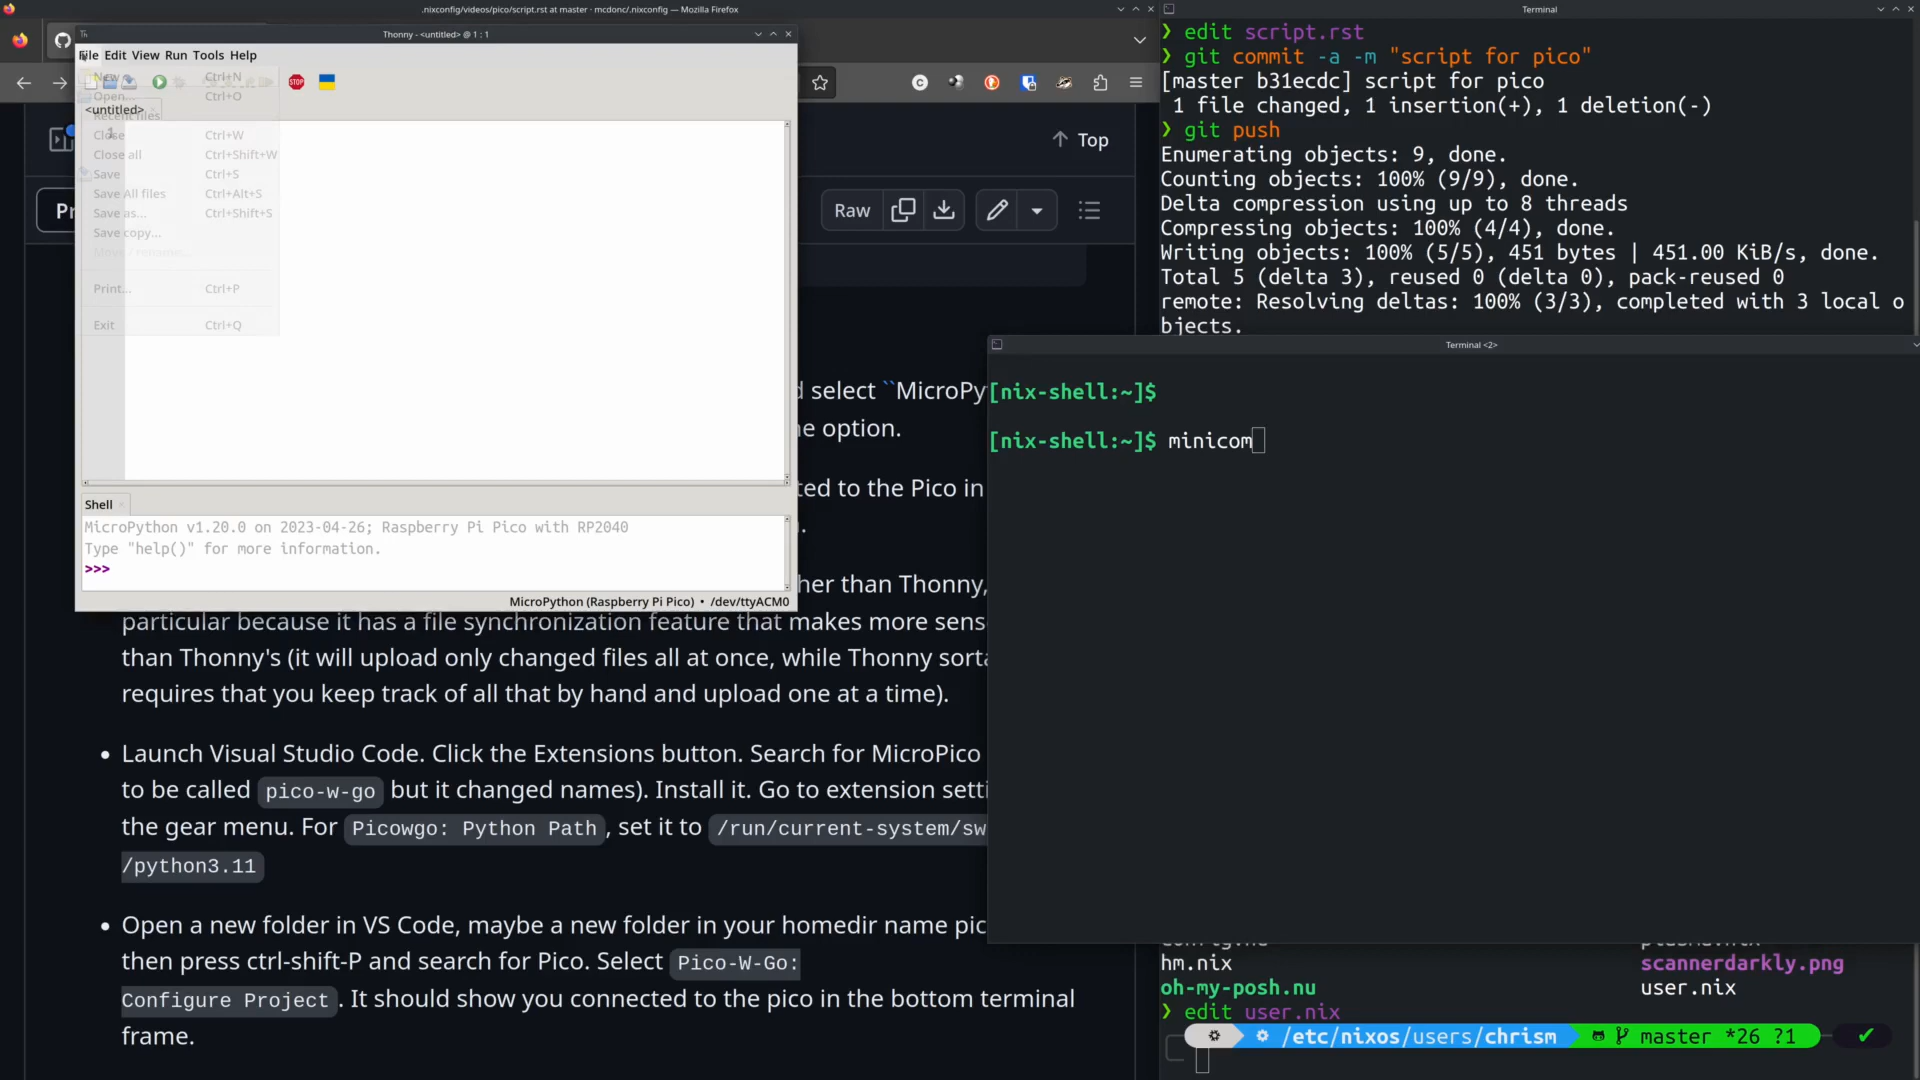 .nixconfig/videos/pico/script.rst at master · mcdonc/.nixconfig — Mozilla Firefox
Thonny - <untitled> @ 1 : 1
File Edit View Run Tools Help
New Ctrl+N
Open... Ctrl+O
Recent files
Close Ctrl+W
Close all Ctrl+Shift+W
Save Ctrl+S
Save All files Ctrl+Alt+S
Save as... Ctrl+Shift+S
Save copy...
Move / rename...
Print... Ctrl+P
Exit Ctrl+Q
STOP
<untitled>
1
Shell
MicroPython v1.20.0 on 2023-04-26; Raspberry Pi Pico with RP2040
Type "help()" for more information.
>>>
MicroPython (Raspberry Pi Pico) • /dev/ttyACM0
Top
Raw
select ``MicroPy
option.
to the Pico in
than Thonny,
particular because it has a file synchronization feature that makes more sens
than Thonny's (it will upload only changed files all at once, while Thonny sorta
requires that you keep track of all that by hand and upload one at a time).
• Launch Visual Studio Code. Click the Extensions button. Search for MicroPico
to be called pico-w-go but it changed names). Install it. Go to extension setti
the gear menu. For Picowgo: Python Path, set it to /run/current-system/sw
/python3.11
• Open a new folder in VS Code, maybe a new folder in your homedir name pic
then press ctrl-shift-P and search for Pico. Select Pico-W-Go:
Configure Project. It should show you connected to the pico in the bottom terminal
frame.
Terminal
❯ edit script.rst
❯ git commit -a -m "script for pico"
[master b31ecdc] script for pico
1 file changed, 1 insertion(+), 1 deletion(-)
❯ git push
Enumerating objects: 9, done.
Counting objects: 100% (9/9), done.
Delta compression using up to 8 threads
Compressing objects: 100% (4/4), done.
Writing objects: 100% (5/5), 451 bytes | 451.00 KiB/s, done.
Total 5 (delta 3), reused 0 (delta 0), pack-reused 0
remote: Resolving deltas: 100% (3/3), completed with 3 local o
bjects.
Terminal <2>
[nix-shell:~]$
[nix-shell:~]$ minicom
hm.nix scannerdarkly.png
oh-my-posh.nu user.nix
❯ edit user.nix
/etc/nixos/users/chrism master *26 ?1 ✔